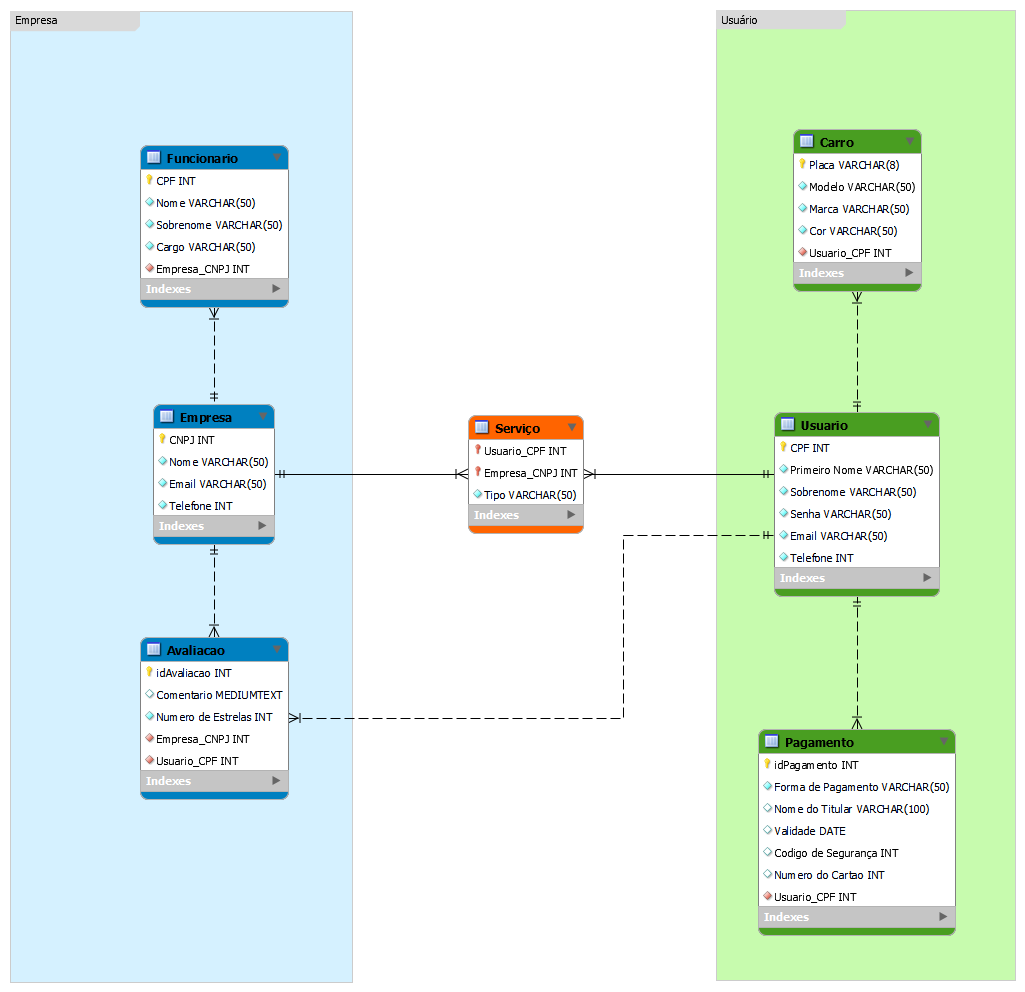 Empresa
Funcionario
CPF INT
Nome VARCHAR(50)
Sobrenome VARCHAR(50)
Cargo VARCHAR(50)
Empresa_CNPJ INT
Indexes
Empresa
CNPJ INT
Nome VARCHAR(50)
Email VARCHAR(50)
Telefone INT
Indexes
Avaliacao
idAvaliacao INT
Comentario MEDIUMTEXT
Numero de Estrelas INT
Empresa_CNPJ INT
Usuario_CPF INT
Indexes
Serviço
Usuario_CPF INT
Empresa_CNPJ INT
Tipo VARCHAR(50)
Indexes
Usuário
Carro
Placa VARCHAR(8)
Modelo VARCHAR(50)
Marca VARCHAR(50)
Cor VARCHAR(50)
Usuario_CPF INT
Indexes
Usuario
CPF INT
Primeiro Nome VARCHAR(50)
Sobrenome VARCHAR(50)
Senha VARCHAR(50)
Email VARCHAR(50)
Telefone INT
Indexes
Pagamento
idPagamento INT
Forma de Pagamento VARCHAR(50)
Nome do Titular VARCHAR(100)
Validade DATE
Codigo de Segurança INT
Numero do Cartao INT
Usuario_CPF INT
Indexes